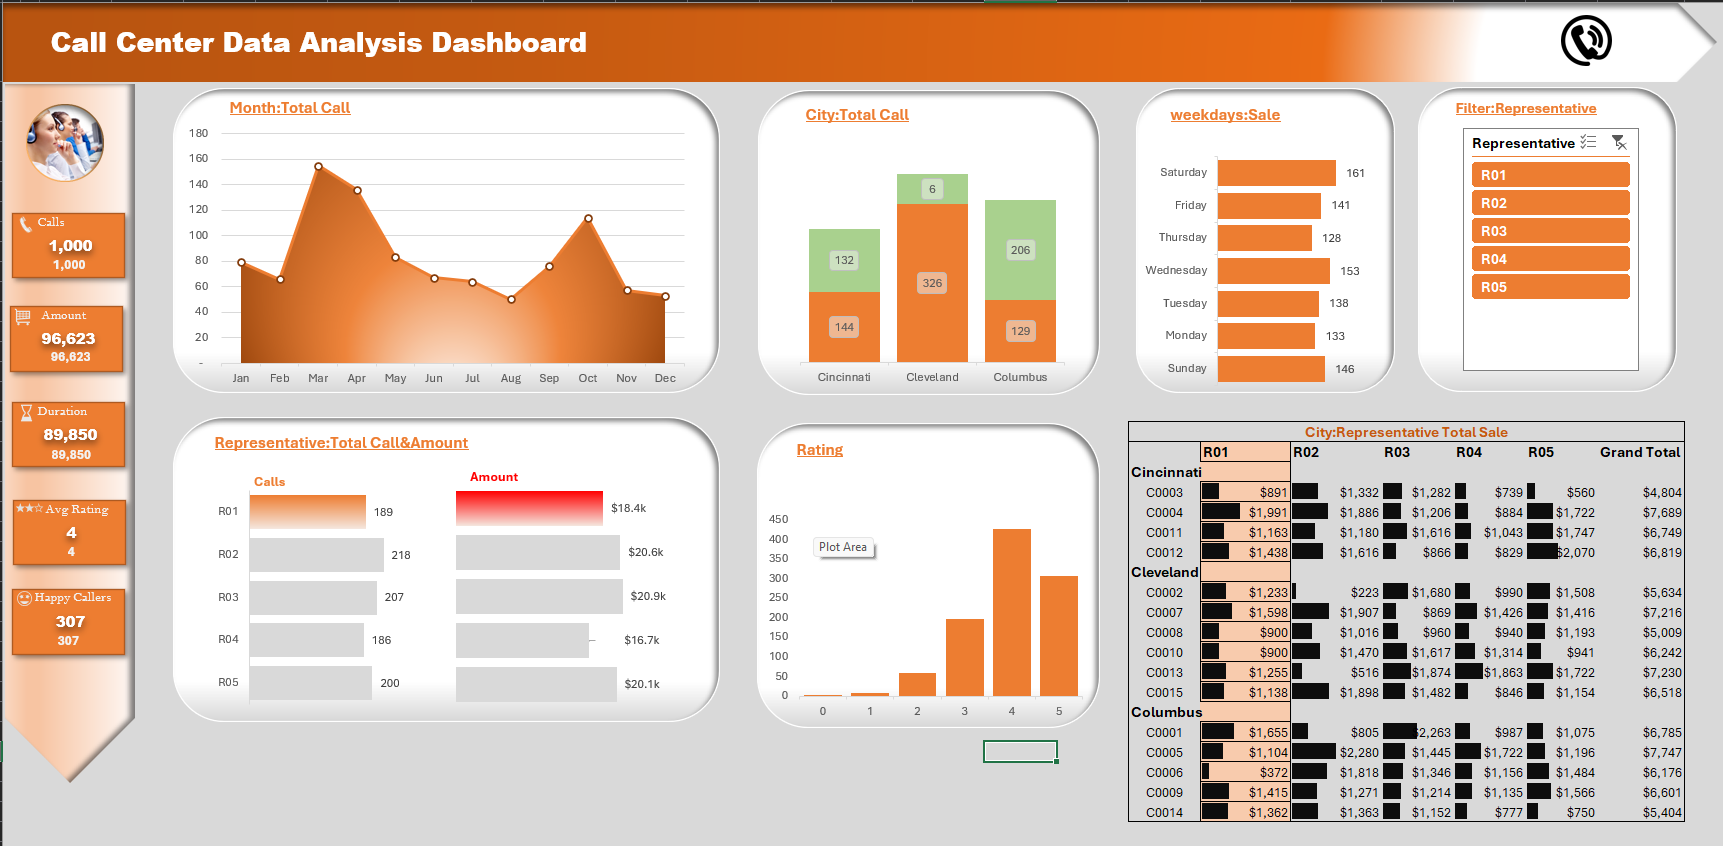 Call Center Data Analysis Dashboard
Calls
1,000
1,000
Amount
96,623
96,623
Duration
89,850
89,850
Avg Rating
4
4
Happy Callers
307
307
Month:Total Call
180
160
140
120
100
80
60
40
20
-
Jan Feb Mar Apr May Jun Jul Aug Sep Oct Nov Dec
City:Total Call
132
144
6
326
206
129
Cincinnati Cleveland Columbus
weekdays:Sale
Saturday 161
Friday 141
Thursday 128
Wednesday 153
Tuesday 138
Monday 133
Sunday 146
Filter:Representative
Representative
R01
R02
R03
R04
R05
Representative:Total Call&Amount
Calls Amount
R01 189 $18.4k
R02 218 $20.6k
R03 207 $20.9k
R04 186 $16.7k
R05 200 $20.1k
Rating
450
400
350
300
250
200
150
100
50
0
Plot Area
0 1 2 3 4 5
City:Representative Total Sale
R01 R02 R03 R04 R05 Grand Total
Cincinnati
C0003 $891 $1,332 $1,282 $739 $560 $4,804
C0004 $1,991 $1,886 $1,206 $884 $1,722 $7,689
C0011 $1,163 $1,180 $1,616 $1,043 $1,747 $6,749
C0012 $1,438 $1,616 $866 $829 $2,070 $6,819
Cleveland
C0002 $1,233 $223 $1,680 $990 $1,508 $5,634
C0007 $1,598 $1,907 $869 $1,426 $1,416 $7,216
C0008 $900 $1,016 $960 $940 $1,193 $5,009
C0010 $900 $1,470 $1,617 $1,314 $941 $6,242
C0013 $1,255 $516 $1,874 $1,863 $1,722 $7,230
C0015 $1,138 $1,898 $1,482 $846 $1,154 $6,518
Columbus
C0001 $1,655 $805 $2,263 $987 $1,075 $6,785
C0005 $1,104 $2,280 $1,445 $1,722 $1,196 $7,747
C0006 $372 $1,818 $1,346 $1,156 $1,484 $6,176
C0009 $1,415 $1,271 $1,214 $1,135 $1,566 $6,601
C0014 $1,362 $1,363 $1,152 $777 $750 $5,404